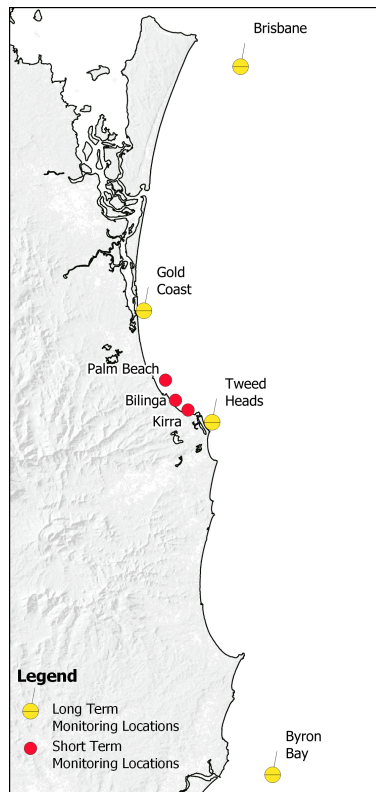 Brisbane
Gold
Coast
Palm Beach
Tweed
Heads
Bilinga
Kirra
Legend
Long Term
Monitoring Locations
Short Term
Monitoring Locations
Byron
Bay